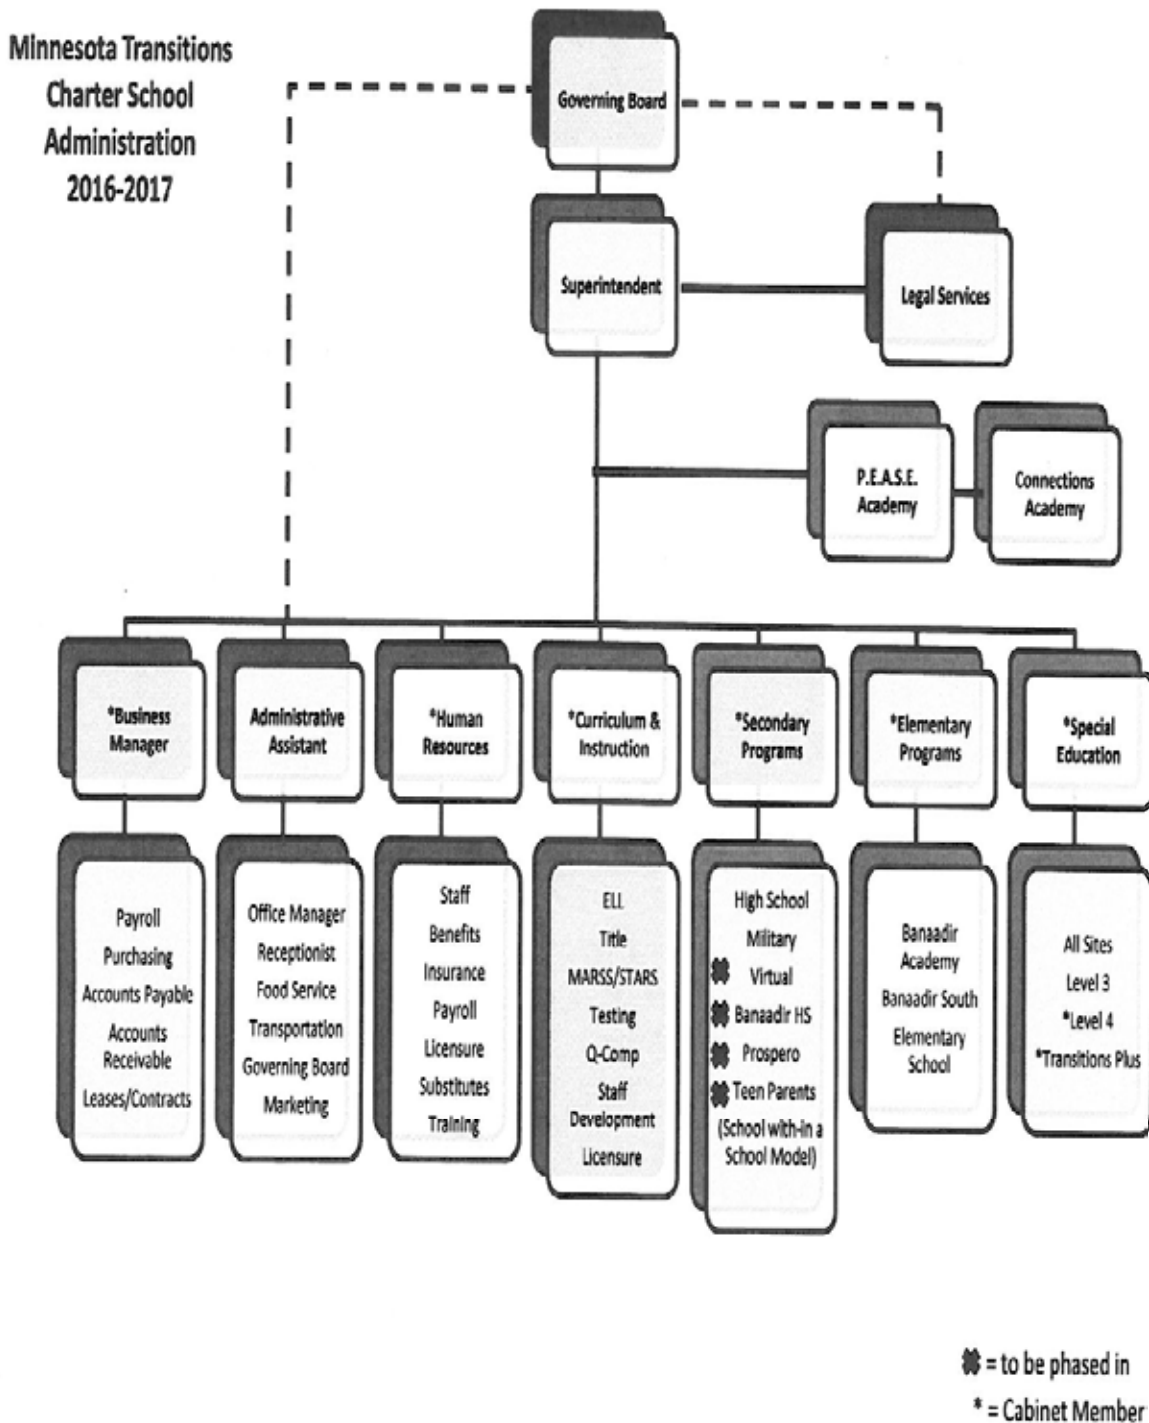 Minnesota Transitions
Charter School
Administration
2016-2017
Governing Board
Superintendent
Legal Services
P.E.A.S.E.
Academy
Connections
Academy
*Business
Manager
Administrative
Assistant
*Human
Resources
*Curriculum &
Instruction
*Secondary
Programs
*Elementary
Programs
*Special
Education
Payroll
Purchasing
Accounts Payable
Accounts
Receivable
Leases/Contracts
Office Manager
Receptionist
Food Service
Transportation
Governing Board
Marketing
Staff
Benefits
Insurance
Payroll
Licensure
Substitutes
Training
ELL
Title
MARSS/STARS
Testing
Q-Comp
Staff
Development
Licensure
High School
Military
Virtual
Banaadir HS
Prospero
Teen Parents
(School with-in a
School Model)
Banaadir
Academy
Banaadir South
Elementary
School
All Sites
Level 3
*Level 4
*Transitions Plus
= to be phased in
* = Cabinet Member